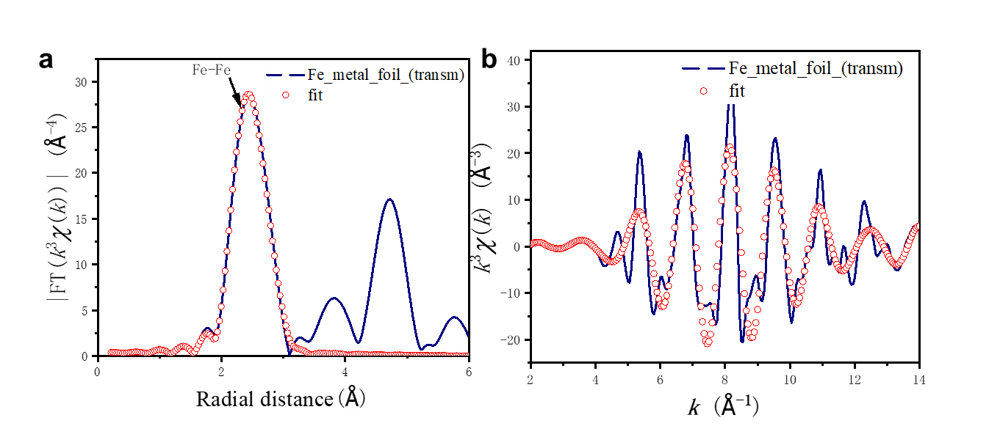 a
Fe-Fe
Fe_metal_foil_(transm)
fit
30
25
20
15
10
5
0
|FT(k³χ(k))| (Å⁻⁴)
0
2
4
6
Radial distance(Å)
b
Fe_metal_foil_(transm)
fit
40
30
20
10
0
-10
-20
k³χ(k) (Å⁻³)
2
4
6
8
10
12
14
k (Å⁻¹)